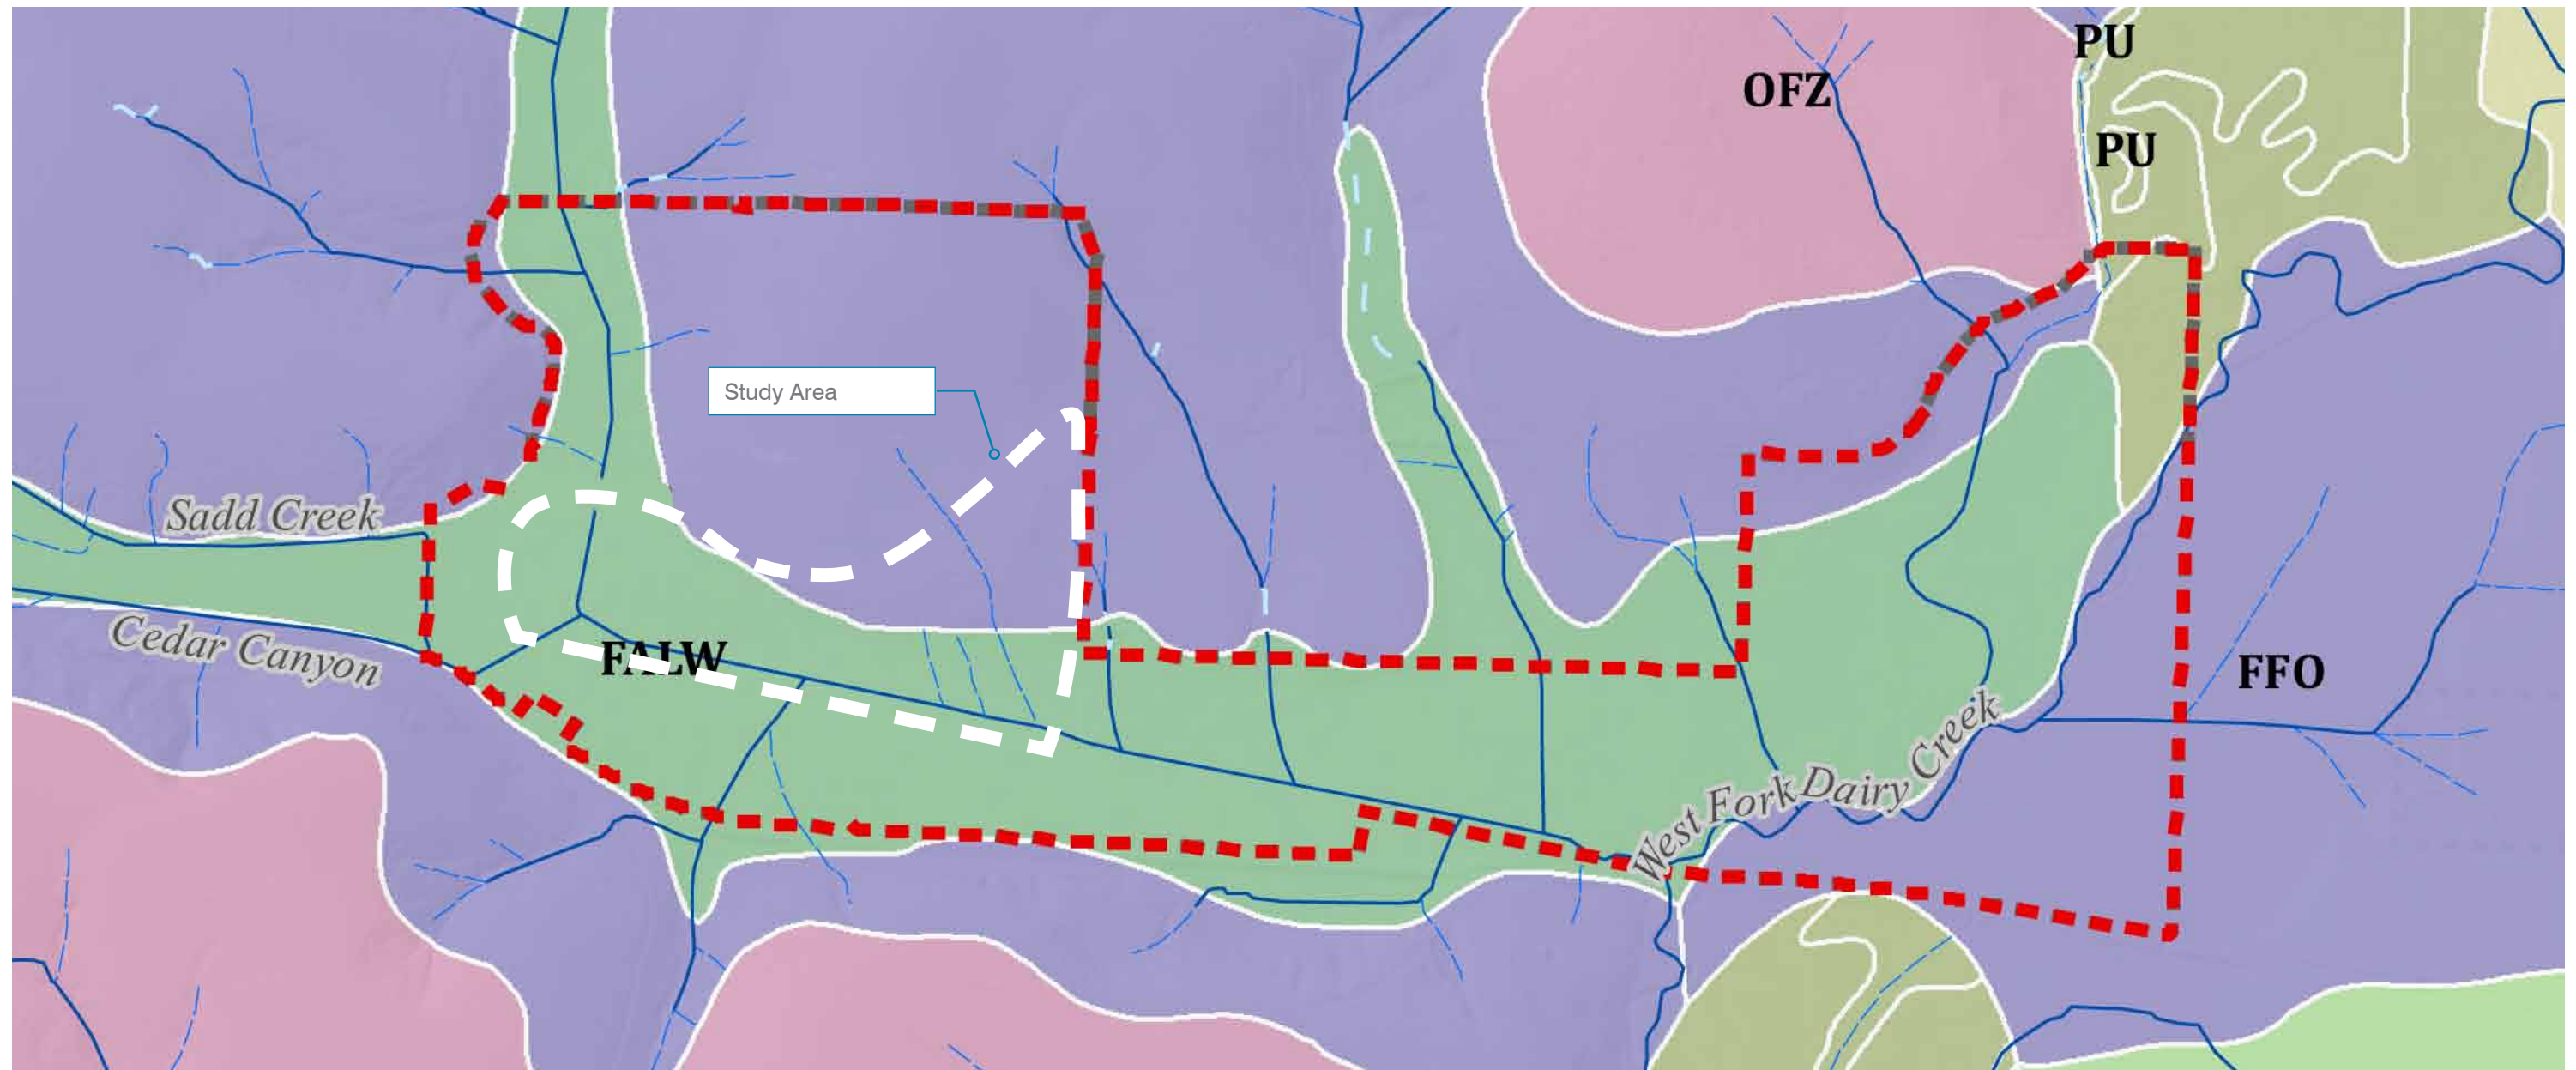 PU
OFZ
PU
Study Area
Sadd Creek
Cedar Canyon
FALW
FFO
West Fork Dairy Creek